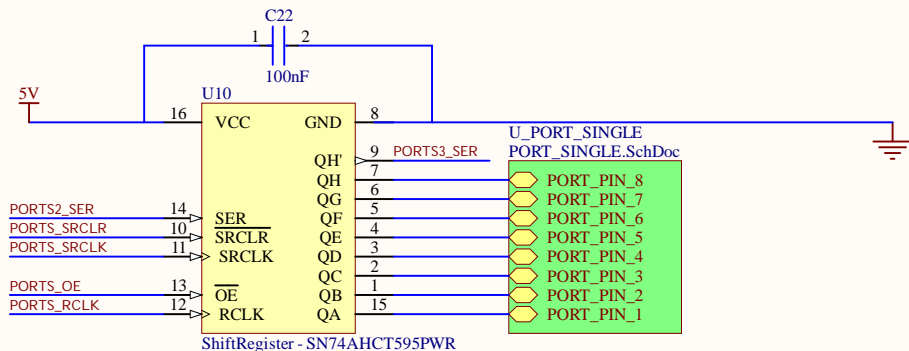 C22
1 2
100nF
5V
U10
16 VCC GND 8
U_PORT_SINGLE
PORT_SINGLE.SchDoc
QH' 9 PORTS3_SER
QH 7 PORT_PIN_8
QG 6 PORT_PIN_7
PORTS2_SER 14 SER QF 5 PORT_PIN_6
PORTS_SRCLR 10 SRCLR QE 4 PORT_PIN_5
PORTS_SRCLK 11 SRCLK QD 3 PORT_PIN_4
QC 2 PORT_PIN_3
PORTS_OE 13 OE QB 1 PORT_PIN_2
PORTS_RCLK 12 RCLK QA 15 PORT_PIN_1
ShiftRegister - SN74AHCT595PWR